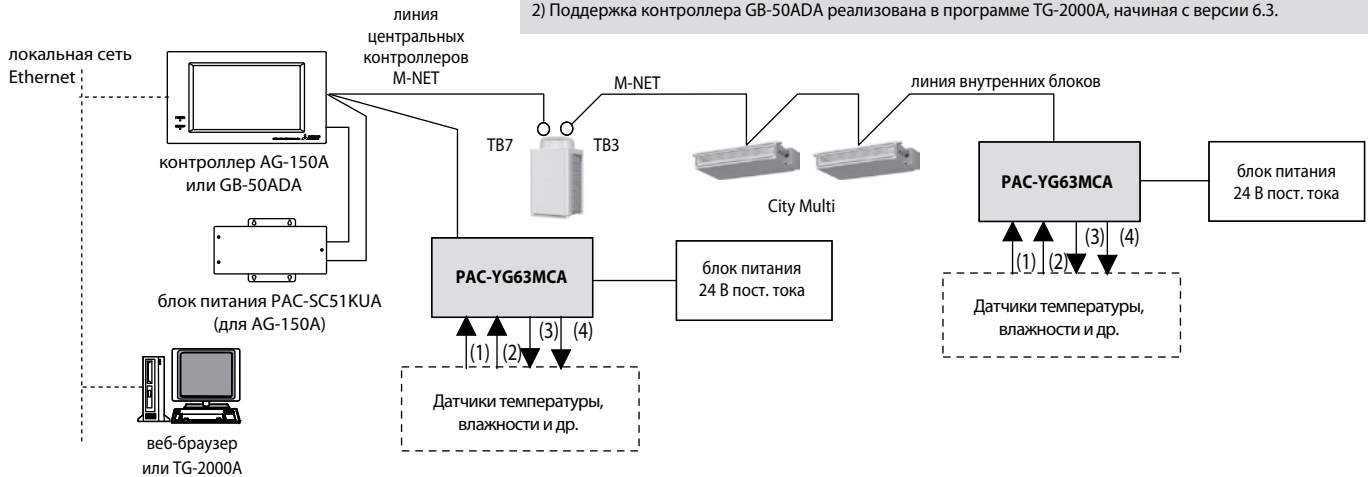 2) Поддержка контроллера GB-50ADA реализована в программе TG-2000A, начиная с версии 6.3.
локальная сеть
Ethernet
линия
центральных
контроллеров
M-NET
M-NET
линия внутренних блоков
TB7
TB3
контроллер AG-150A
или GB-50ADA
City Multi
PAC-YG63MCA
блок питания
24 В пост. тока
(1)
(2)
(3)
(4)
Датчики температуры,
влажности и др.
блок питания PAC-SC51KUA
(для AG-150A)
PAC-YG63MCA
блок питания
24 В пост. тока
(1)
(2)
(3)
(4)
Датчики температуры,
влажности и др.
веб-браузер
или TG-2000A